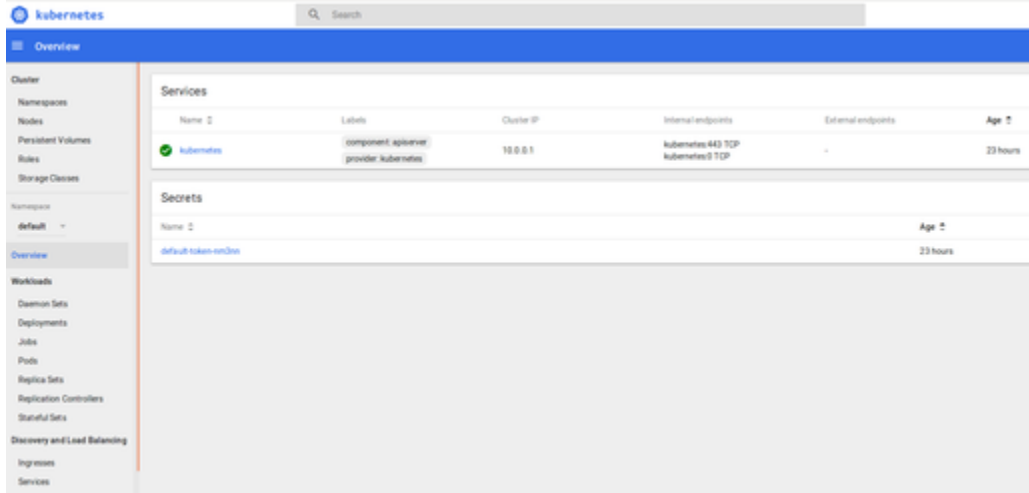 kubernetes
Search
Overview
Cluster
Namespaces
Nodes
Persistent Volumes
Roles
Storage Classes
Namespace
default
Overview
Workloads
Daemon Sets
Deployments
Jobs
Pods
Replica Sets
Replication Controllers
Stateful Sets
Discovery and Load Balancing
Ingresses
Services
Services
Name Labels Cluster IP Internal endpoints External endpoints Age
kubernetes component: apiserver provider: kubernetes 10.0.0.1 kubernetes:443 TCP kubernetes:0 TCP - 23 hours
Secrets
Name Age
default-token-nm3nn 23 hours